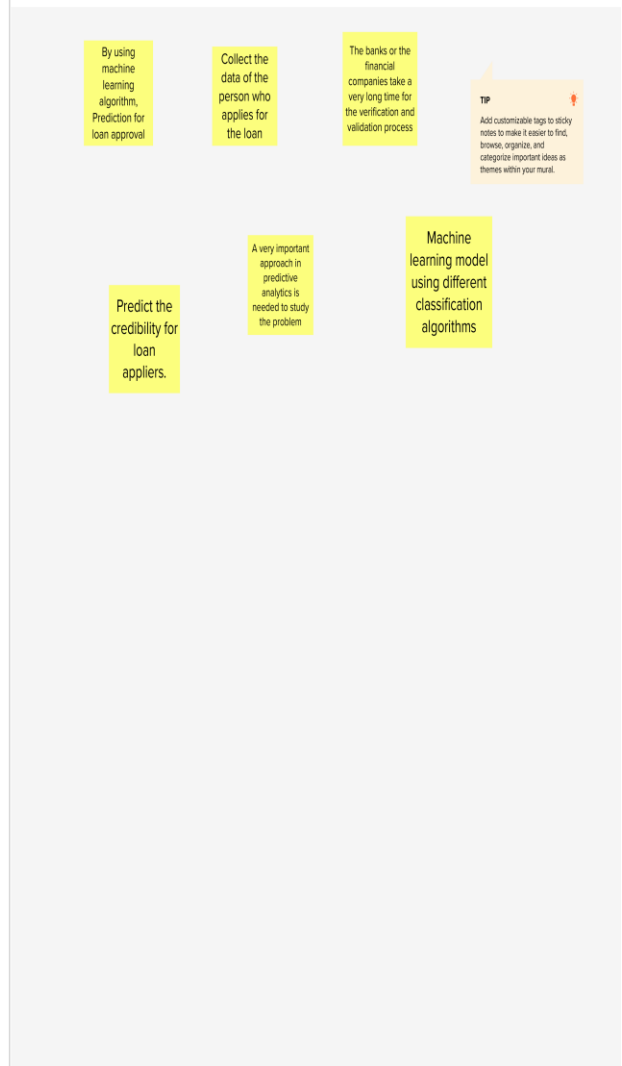 By using
machine
learning
algorithm,
Prediction for
loan approval
Collect the
data of the
person who
applies for
the loan
The banks or the
financial
companies take a
very long time for
the verification and
validation process
TIP
Add customizable tags to sticky
notes to make it easier to find,
browse, organize, and
categorize important ideas as
themes within your mural.
Predict the
credibility for
loan
appliers.
A very important
approach in
predictive
analytics is
needed to study
the problem
Machine
learning model
using different
classification
algorithms